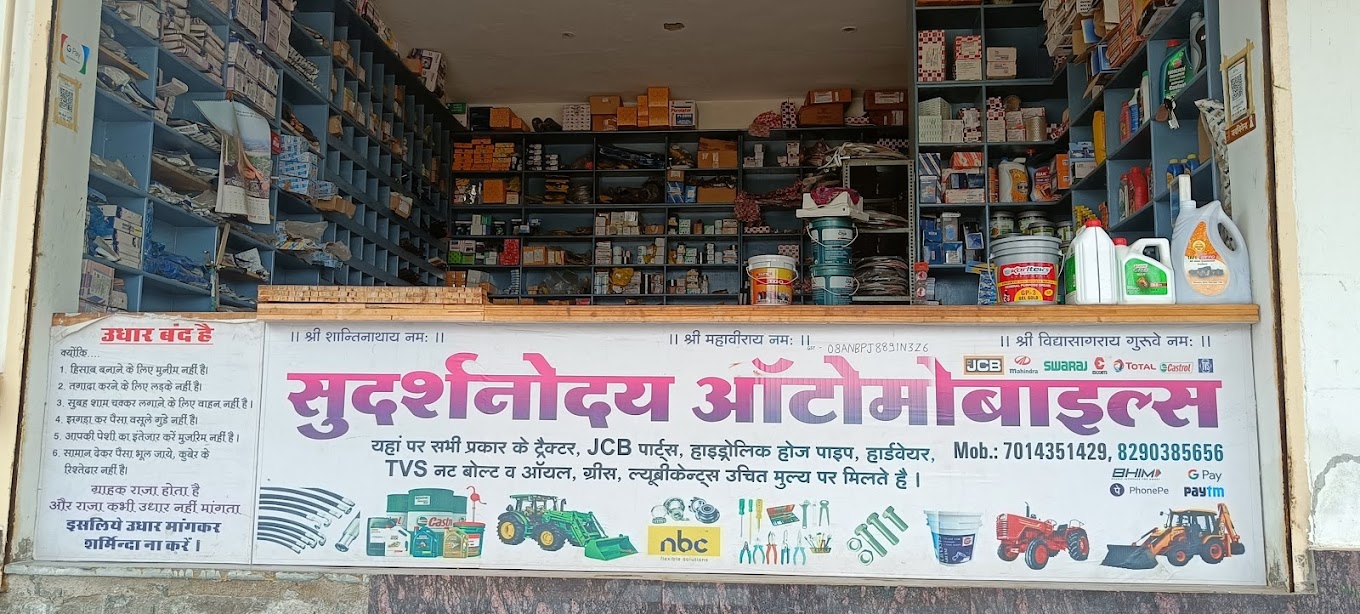 उधार बंद है
क्योंकि....
1. हिसाब बनाने के लिए मुनीम नहीं है।
2. तगादा करने के लिए लड़के नहीं है।
3. सुबह शाम चक्कर लगाने के लिए वाहन नहीं है।
4. झगड़ा कर पैसा वसूले गुंडे नहीं है।
5. आपकी पेशी का इंतेजार करें मुजरिम नहीं है।
6. सामान देकर पैसा भूल जाये, कुबेर के
रिश्तेदार नहीं है।
ग्राहक राजा होता है
और राजा कभी उधार नहीं मांगता
इसलिये उधार मांगकर
शर्मिन्दा ना करें।
|| श्री शान्तिनाथाय नम: ||
|| श्री महावीराय नम: ||
|| श्री विद्यासागराय गुरूवे नम: ||
08ANBPJ8891N3Z6
JCB Mahindra SWARAJ ESCORTS TOTAL Castrol
सुदर्शनोदय ऑटोमोबाइल्स
यहां पर सभी प्रकार के ट्रैक्टर, JCB पार्ट्स, हाइड्रोलिक होज पाइप, हार्डवेयर,
TVS नट बोल्ट व ऑयल, ग्रीस, ल्यूब्रीकेन्ट्स उचित मुल्य पर मिलते है।
Mob.: 7014351429, 8290385656
BHIM G Pay
PhonePe paytm
Castrol
nbc
flexible solutions
G Pay